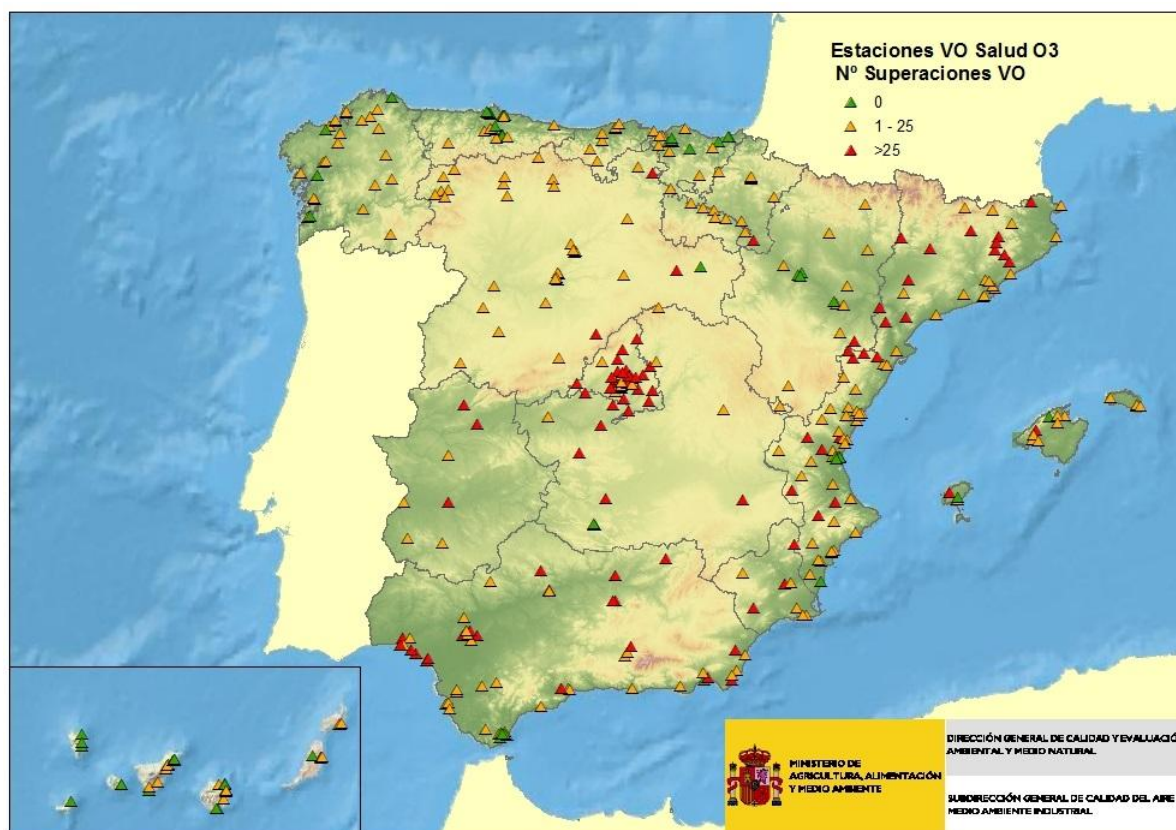 Estaciones VO Salud O3
Nº Superaciones VO
0
1 - 25
>25
MINISTERIO DE
AGRICULTURA, ALIMENTACIÓN
Y MEDIO AMBIENTE
DIRECCIÓN GENERAL DE CALIDAD Y EVALUACIÓ
AMBIENTAL Y MEDIO NATURAL
SUBDIRECCIÓN GENERAL DE CALIDAD DEL AIRE
MEDIO AMBIENTE INDUSTRIAL